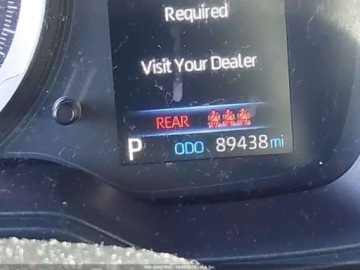 Required
Visit Your Dealer
REAR
P ODO 89438 mi